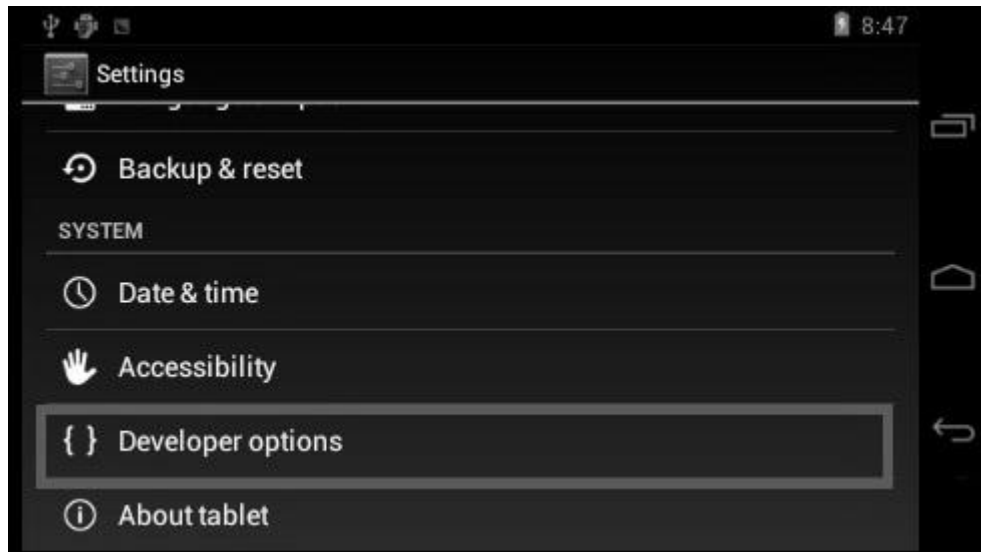 8:47
Settings
Backup & reset
SYSTEM
Date & time
Accessibility
{ } Developer options
About tablet